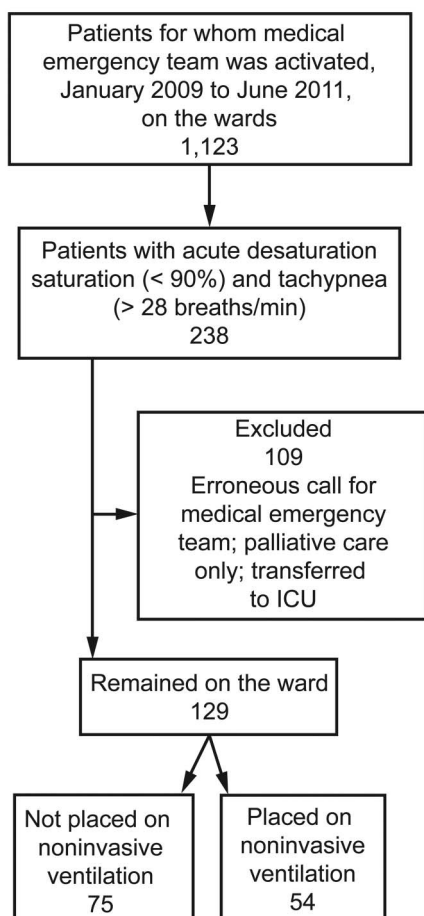 Patients for whom medical
emergency team was activated,
January 2009 to June 2011,
on the wards
1,123
Patients with acute desaturation
saturation (< 90%) and tachypnea
(> 28 breaths/min)
238
Excluded
109
Erroneous call for
medical emergency
team; palliative care
only; transferred
to ICU
Remained on the ward
129
Not placed on
noninvasive
ventilation
75
Placed on
noninvasive
ventilation
54